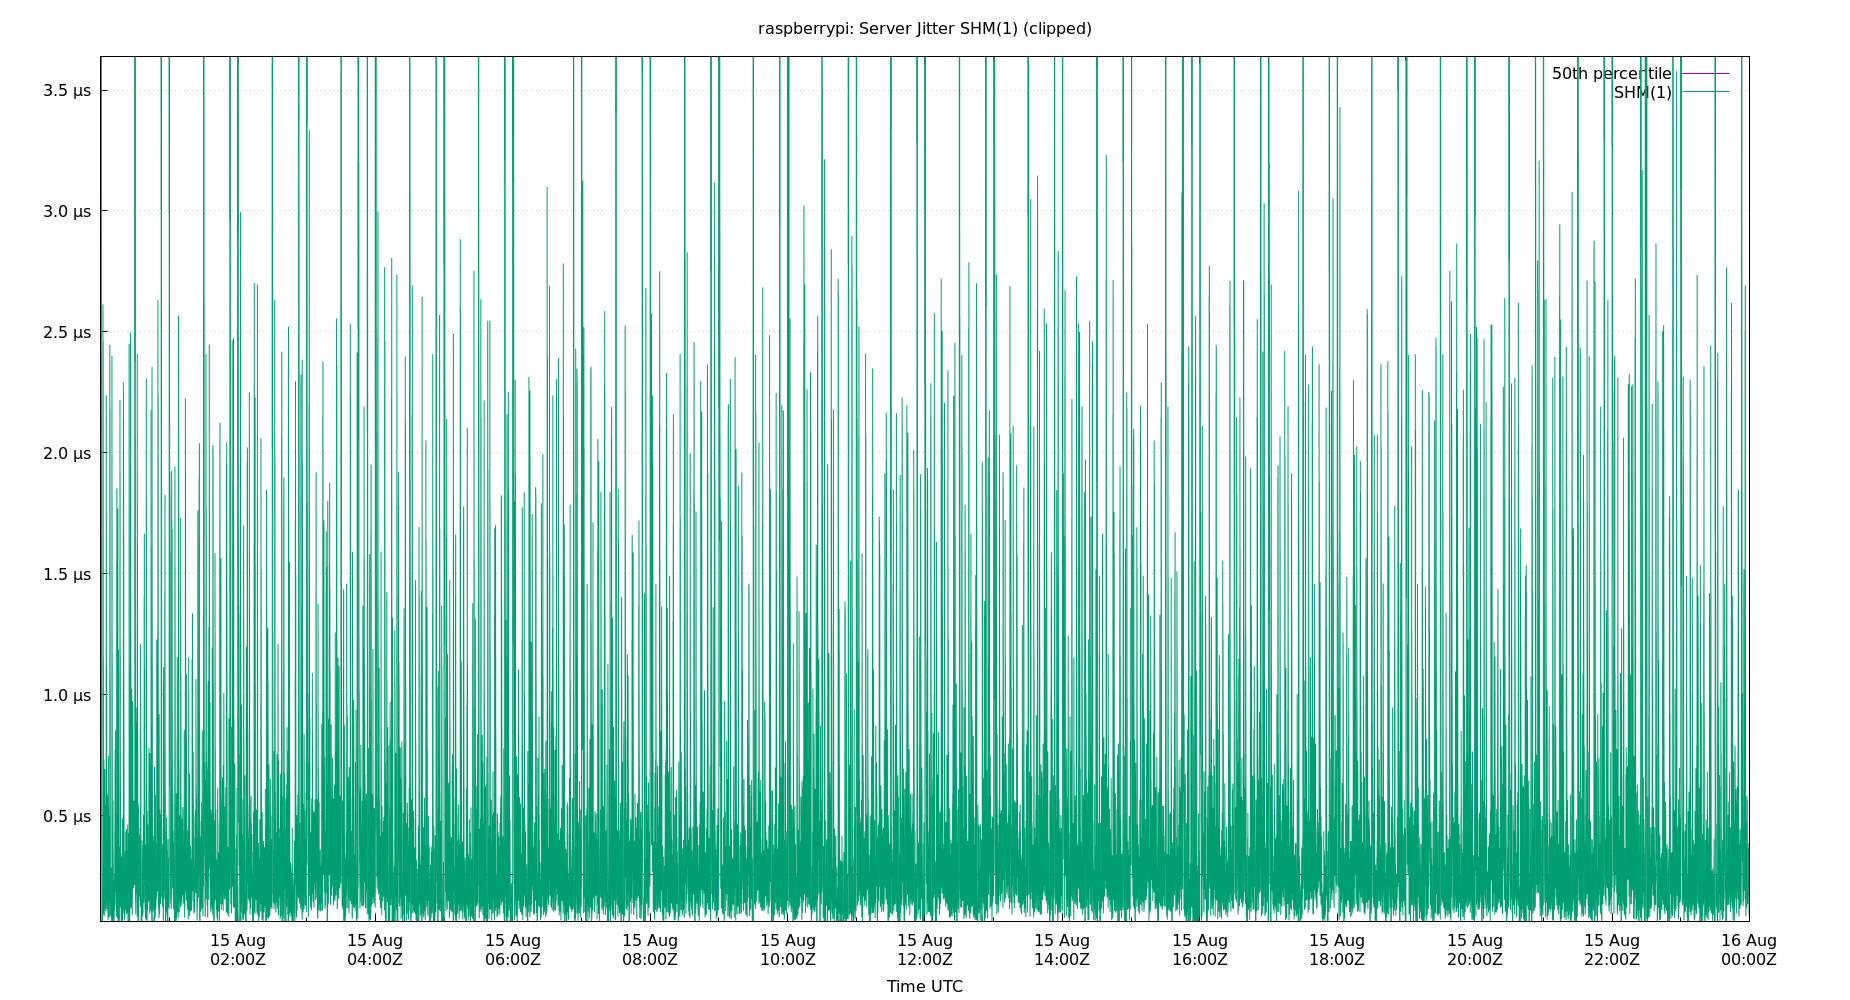 raspberrypi: Server Jitter SHM(1) (clipped)
50th percentile
SHM(1)
3.5 µs
3.0 µs
2.5 µs
2.0 µs
1.5 µs
1.0 µs
0.5 µs
15 Aug 15 Aug 15 Aug 15 Aug 15 Aug 15 Aug 15 Aug 15 Aug 15 Aug 15 Aug 15 Aug 16 Aug
02:00Z 04:00Z 06:00Z 08:00Z 10:00Z 12:00Z 14:00Z 16:00Z 18:00Z 20:00Z 22:00Z 00:00Z
Time UTC